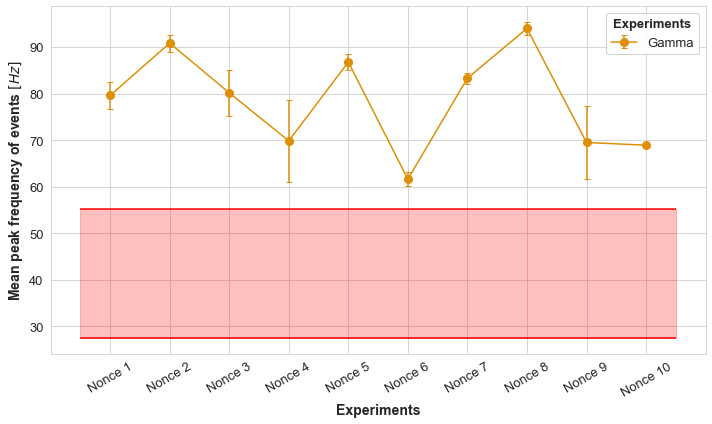 Experiments
Gamma
Mean peak frequency of events [Hz]
90
80
70
60
50
40
30
Nonce 1
Nonce 2
Nonce 3
Nonce 4
Nonce 5
Nonce 6
Nonce 7
Nonce 8
Nonce 9
Nonce 10
Experiments